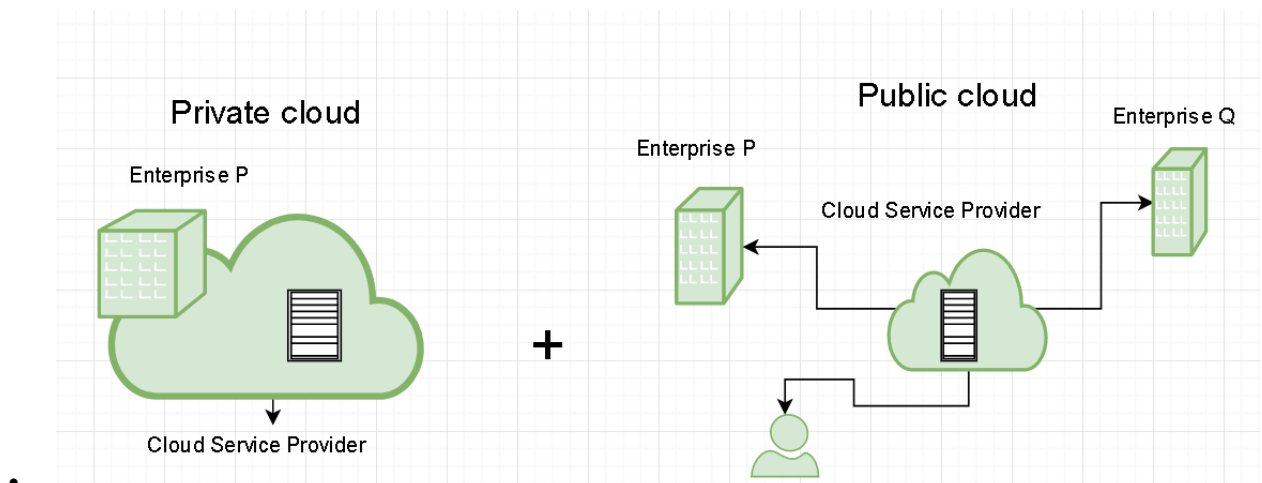 Private cloud
Enterprise P
Cloud Service Provider
+
Public cloud
Enterprise P
Cloud Service Provider
Enterprise Q